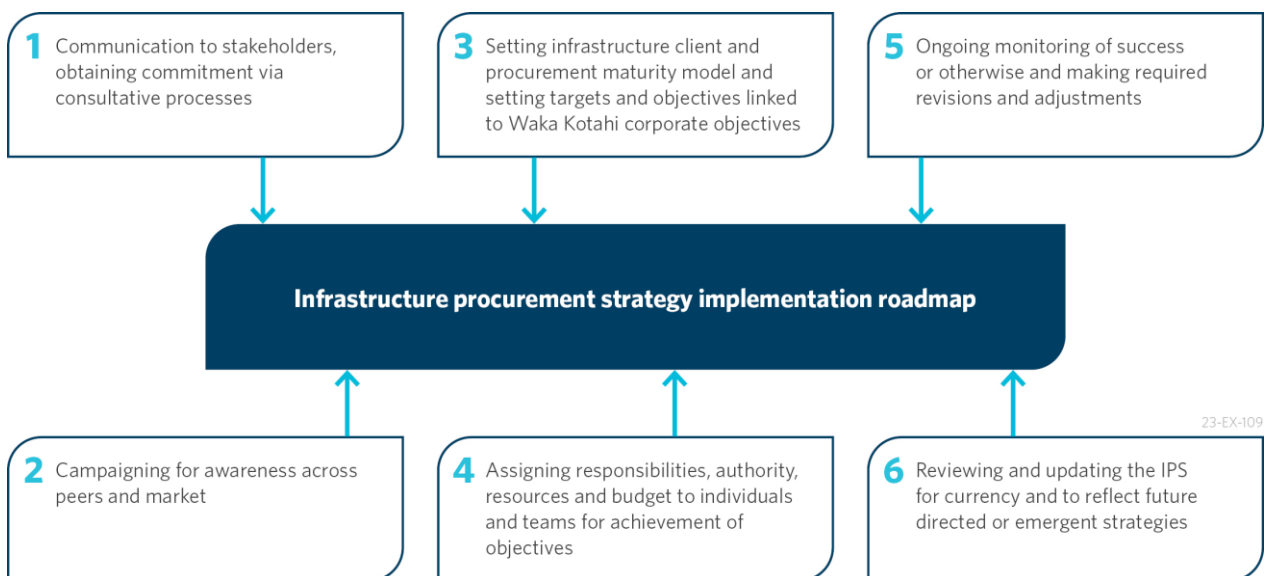 1
Communication to stakeholders,
obtaining commitment via
consultative processes
3
Setting infrastructure client and
procurement maturity model and
setting targets and objectives linked
to Waka Kotahi corporate objectives
5
Ongoing monitoring of success
or otherwise and making required
revisions and adjustments
Infrastructure procurement strategy implementation roadmap
23-EX-109
2
Campaigning for awareness across
peers and market
4
Assigning responsibilities, authority,
resources and budget to individuals
and teams for achievement of
objectives
6
Reviewing and updating the IPS
for currency and to reflect future
directed or emergent strategies